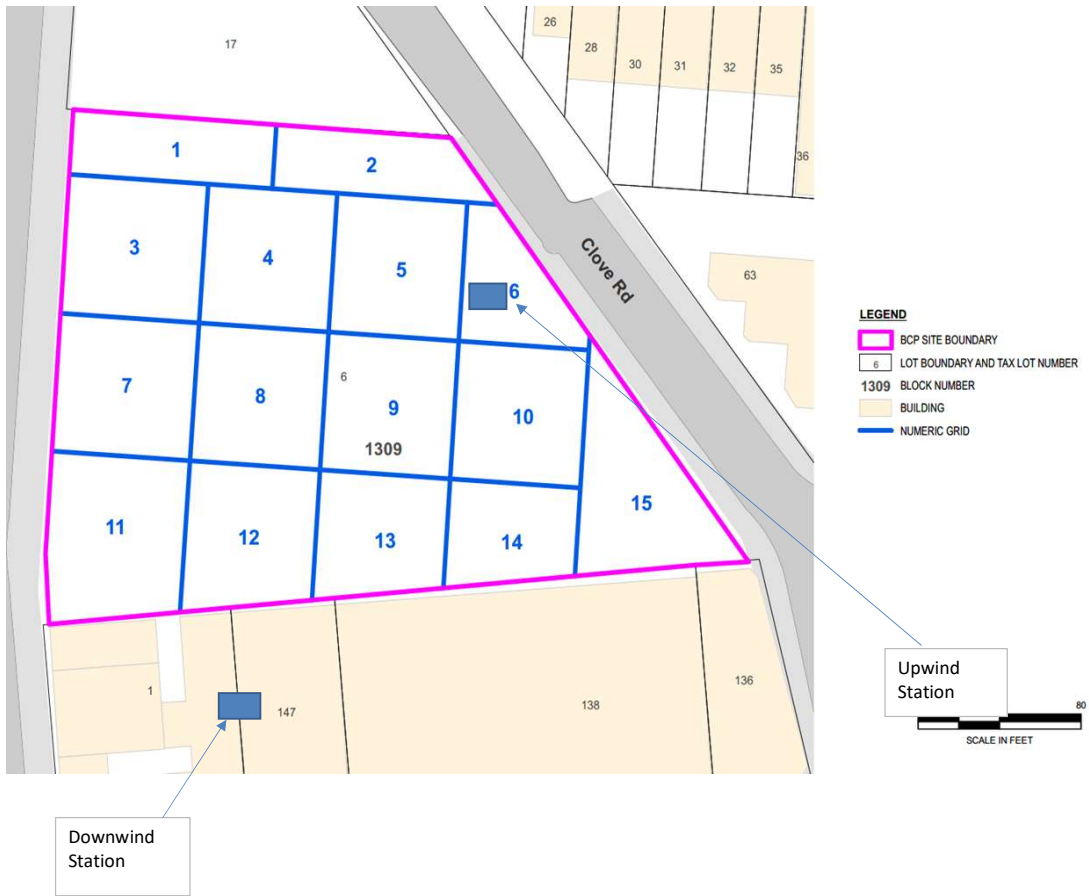 17
26
28
30
31
32
35
36
1
2
3
4
5
6
Clove Rd
63
7
8
6
9
10
1309
11
12
13
14
15
1
147
138
136
LEGEND
BCP SITE BOUNDARY
6 LOT BOUNDARY AND TAX LOT NUMBER
1309 BLOCK NUMBER
BUILDING
NUMERIC GRID
Upwind
Station
80
SCALE IN FEET
Downwind
Station